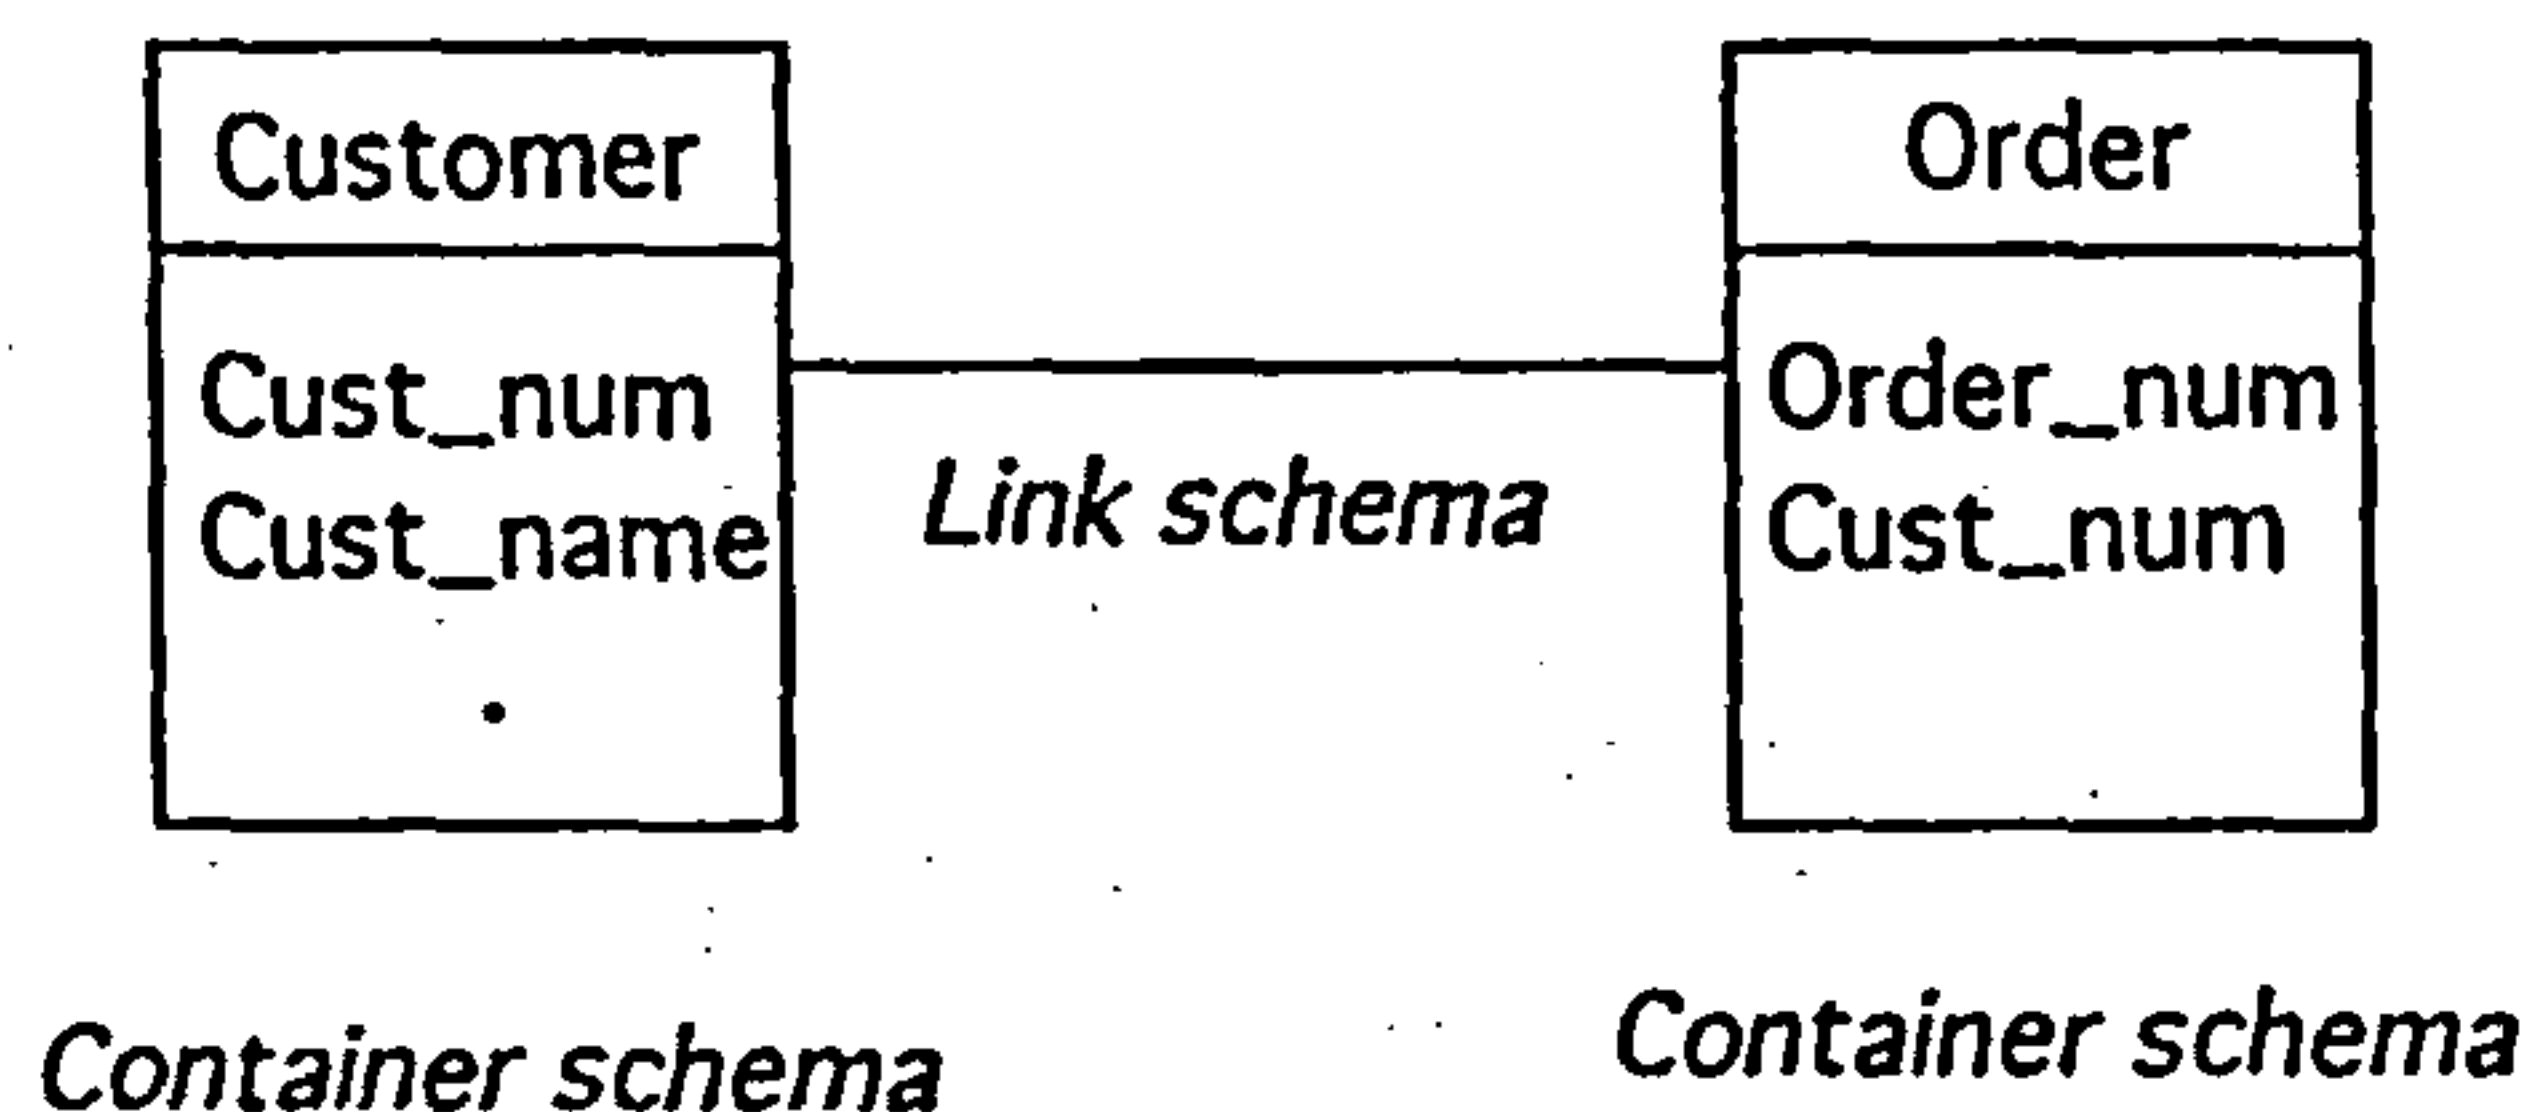 Customer
Cust_num
Cust_name
Link schema
Order
Order_num
Cust_num
Container schema
Container schema